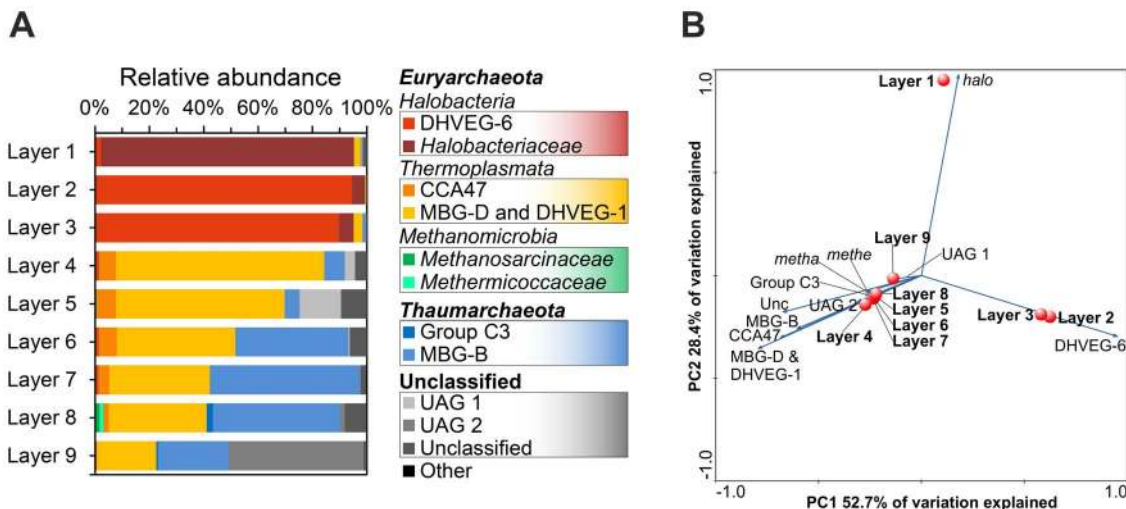 A
Relative abundance
0% 20% 40% 60% 80% 100%
Layer 1
Layer 2
Layer 3
Layer 4
Layer 5
Layer 6
Layer 7
Layer 8
Layer 9
Euryarchaeota
Halobacteria
DHVEG-6
Halobacteriaceae
Thermoplasmata
CCA47
MBG-D and DHVEG-1
Methanomicrobia
Methanosarcinaceae
Methermicoccaceae
Thaumarchaeota
Group C3
MBG-B
Unclassified
UAG 1
UAG 2
Unclassified
Other
B
1.0
Layer 1 halo
Layer 9
metha methe UAG 1
Group C3 Layer 8
Unc UAG 2 Layer 5
MBG-B Layer 6
CCA47 Layer 4 Layer 7
MBG-D &
DHVEG-1
Layer 3 Layer 2
DHVEG-6
PC2 28.4% of variation explained
-1.0
-1.0 1.0
PC1 52.7% of variation explained